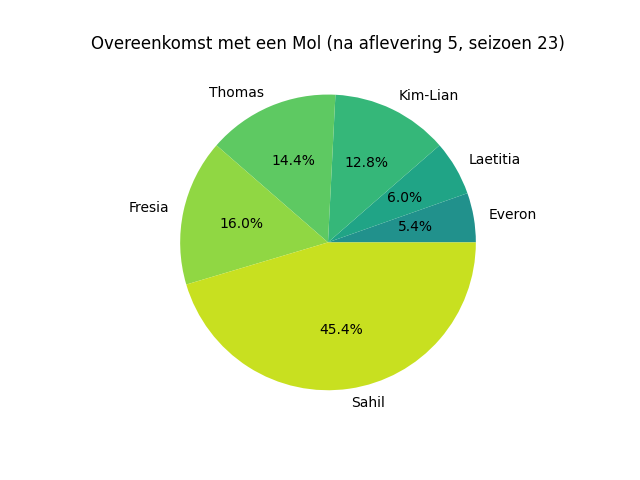 Overeenkomst met een Mol (na aflevering 5, seizoen 23)
Thomas
Kim-Lian
Laetitia
Everon
Fresia
Sahil
14.4%
12.8%
6.0%
5.4%
16.0%
45.4%